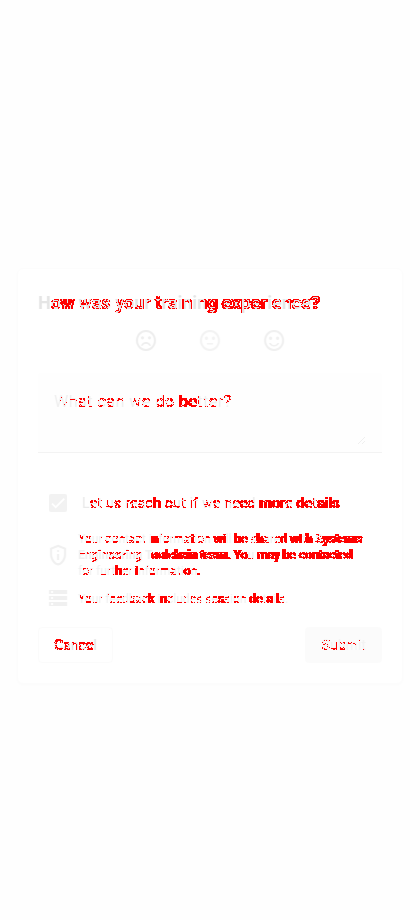 How was your training experience?
What can we do better?
Let us reach out if we need more details
Your contact information will be shared with Systems
engineering a admin team. You may be contacted
for further information.
Your feedback includes session details
Cancel
Submit